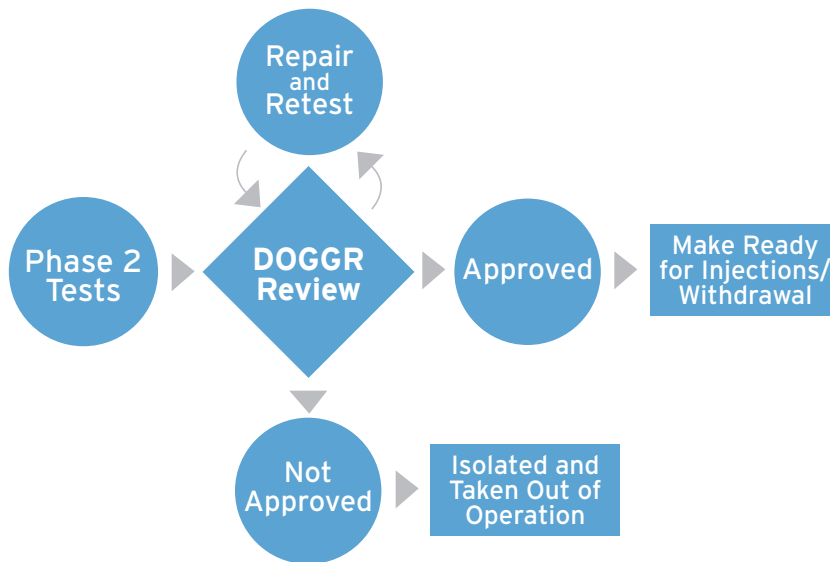 Repair
and
Retest
Phase 2
Tests
DOGGR
Review
Approved
Make Ready
for Injections/
Withdrawal
Not
Approved
Isolated and
Taken Out of
Operation